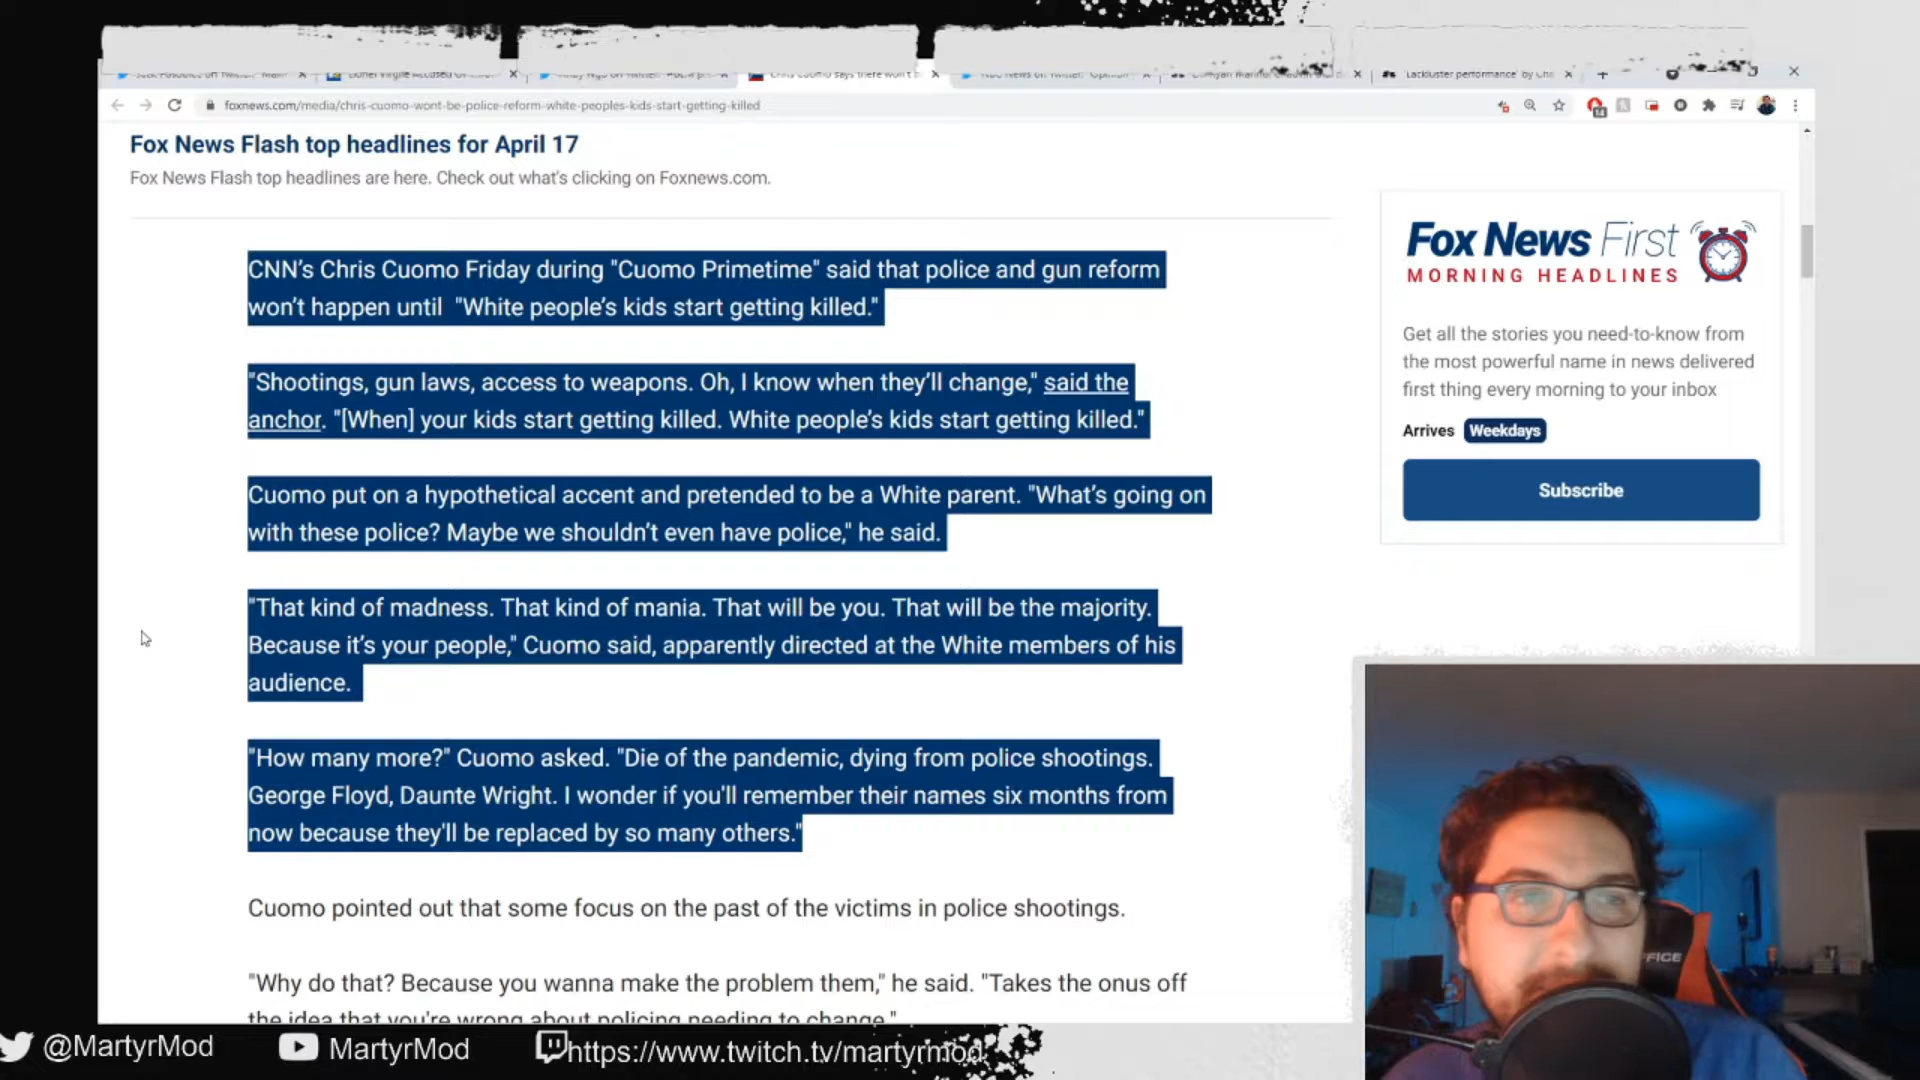 foxnews.com/media/chris-cuomo-wont-be-police-reform-white-peoples-kids-start-getting-killed
Fox News Flash top headlines for April 17
Fox News Flash top headlines are here. Check out what's clicking on Foxnews.com.
CNN’s Chris Cuomo Friday during "Cuomo Primetime" said that police and gun reform
won’t happen until "White people’s kids start getting killed."
"Shootings, gun laws, access to weapons. Oh, I know when they’ll change," said the
anchor. "[When] your kids start getting killed. White people’s kids start getting killed."
Cuomo put on a hypothetical accent and pretended to be a White parent. "What’s going on
with these police? Maybe we shouldn’t even have police," he said.
"That kind of madness. That kind of mania. That will be you. That will be the majority.
Because it’s your people," Cuomo said, apparently directed at the White members of his
audience.
"How many more?" Cuomo asked. "Die of the pandemic, dying from police shootings.
George Floyd, Daunte Wright. I wonder if you'll remember their names six months from
now because they'll be replaced by so many others."
Cuomo pointed out that some focus on the past of the victims in police shootings.
"Why do that? Because you wanna make the problem them," he said. "Takes the onus off
the idea that you're wrong about policing needing to change."
Fox News First
MORNING HEADLINES
Get all the stories you need-to-know from
the most powerful name in news delivered
first thing every morning to your inbox
Arrives Weekdays
Subscribe
@MartyrMod
MartyrMod
https://www.twitch.tv/martyrmod